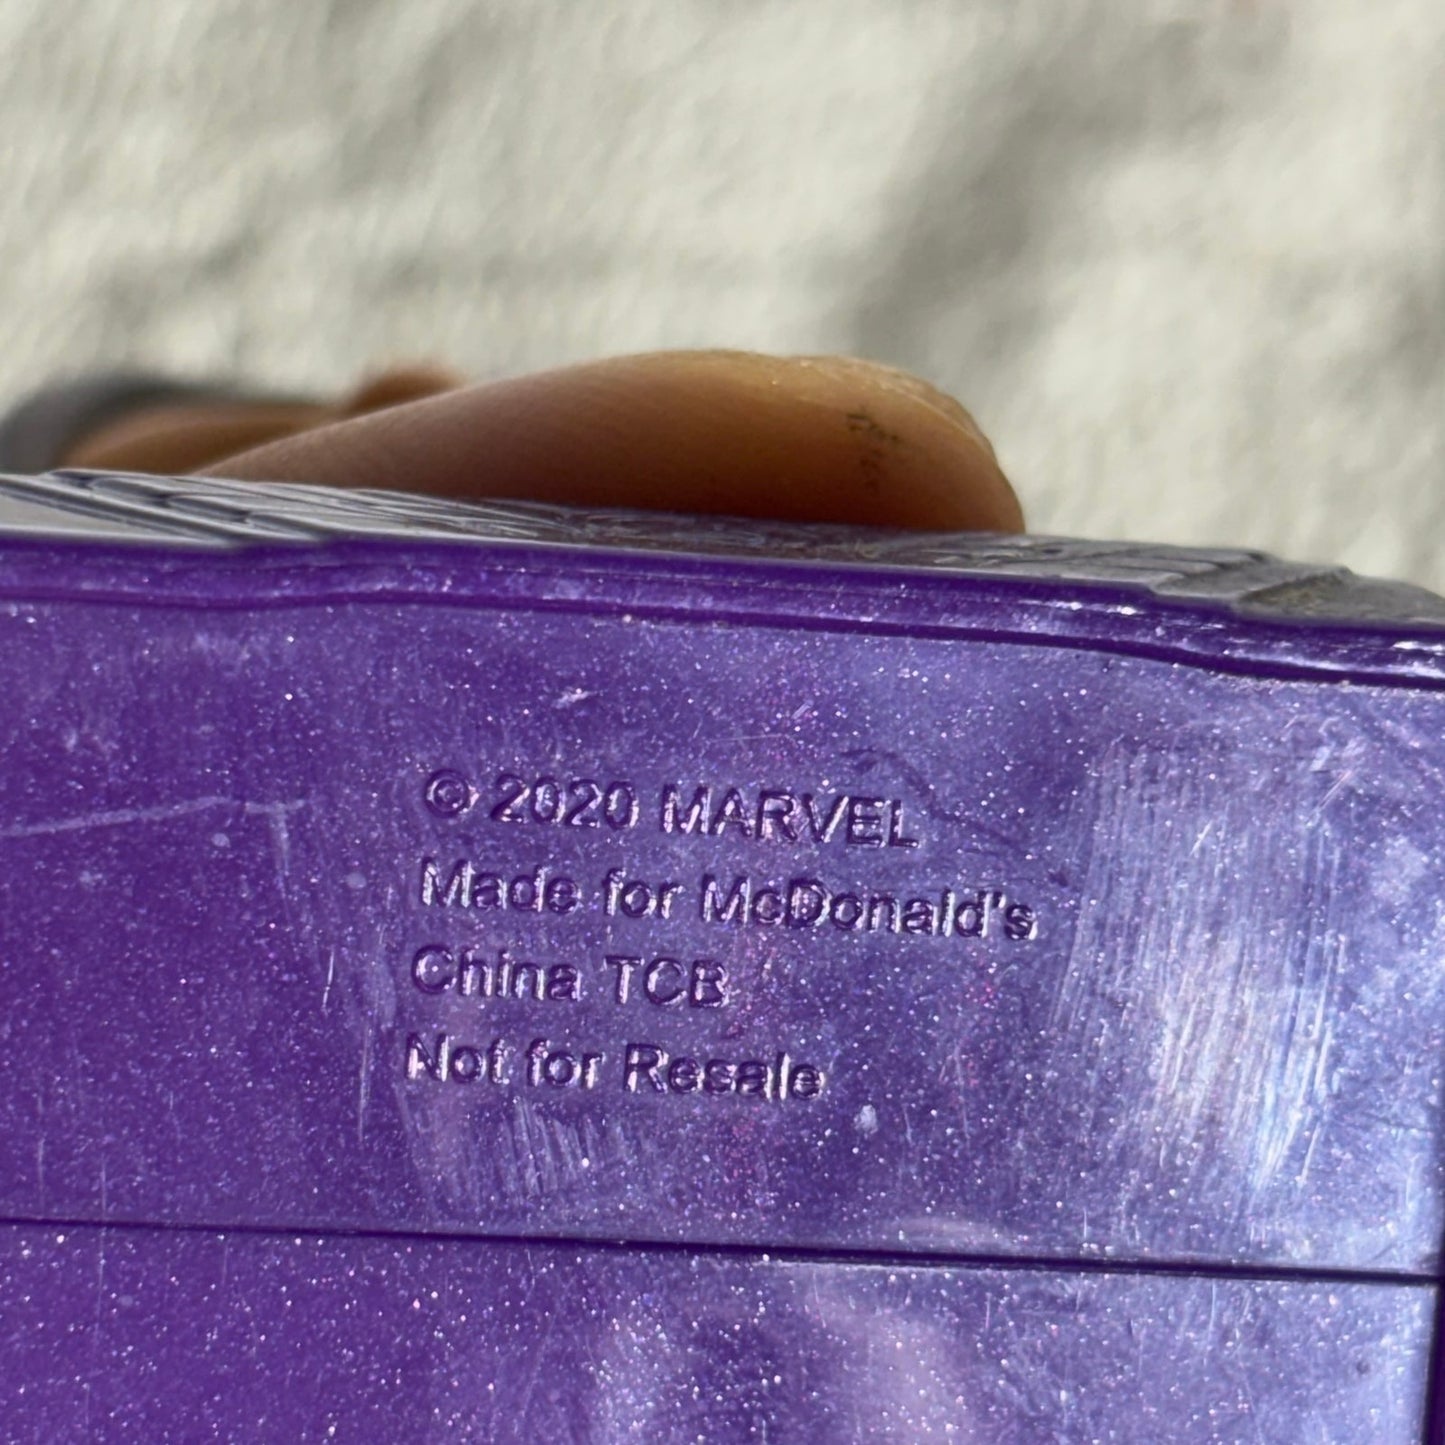 © 2020 MARVEL
Made for McDonald's
China TCB
Not for Resale